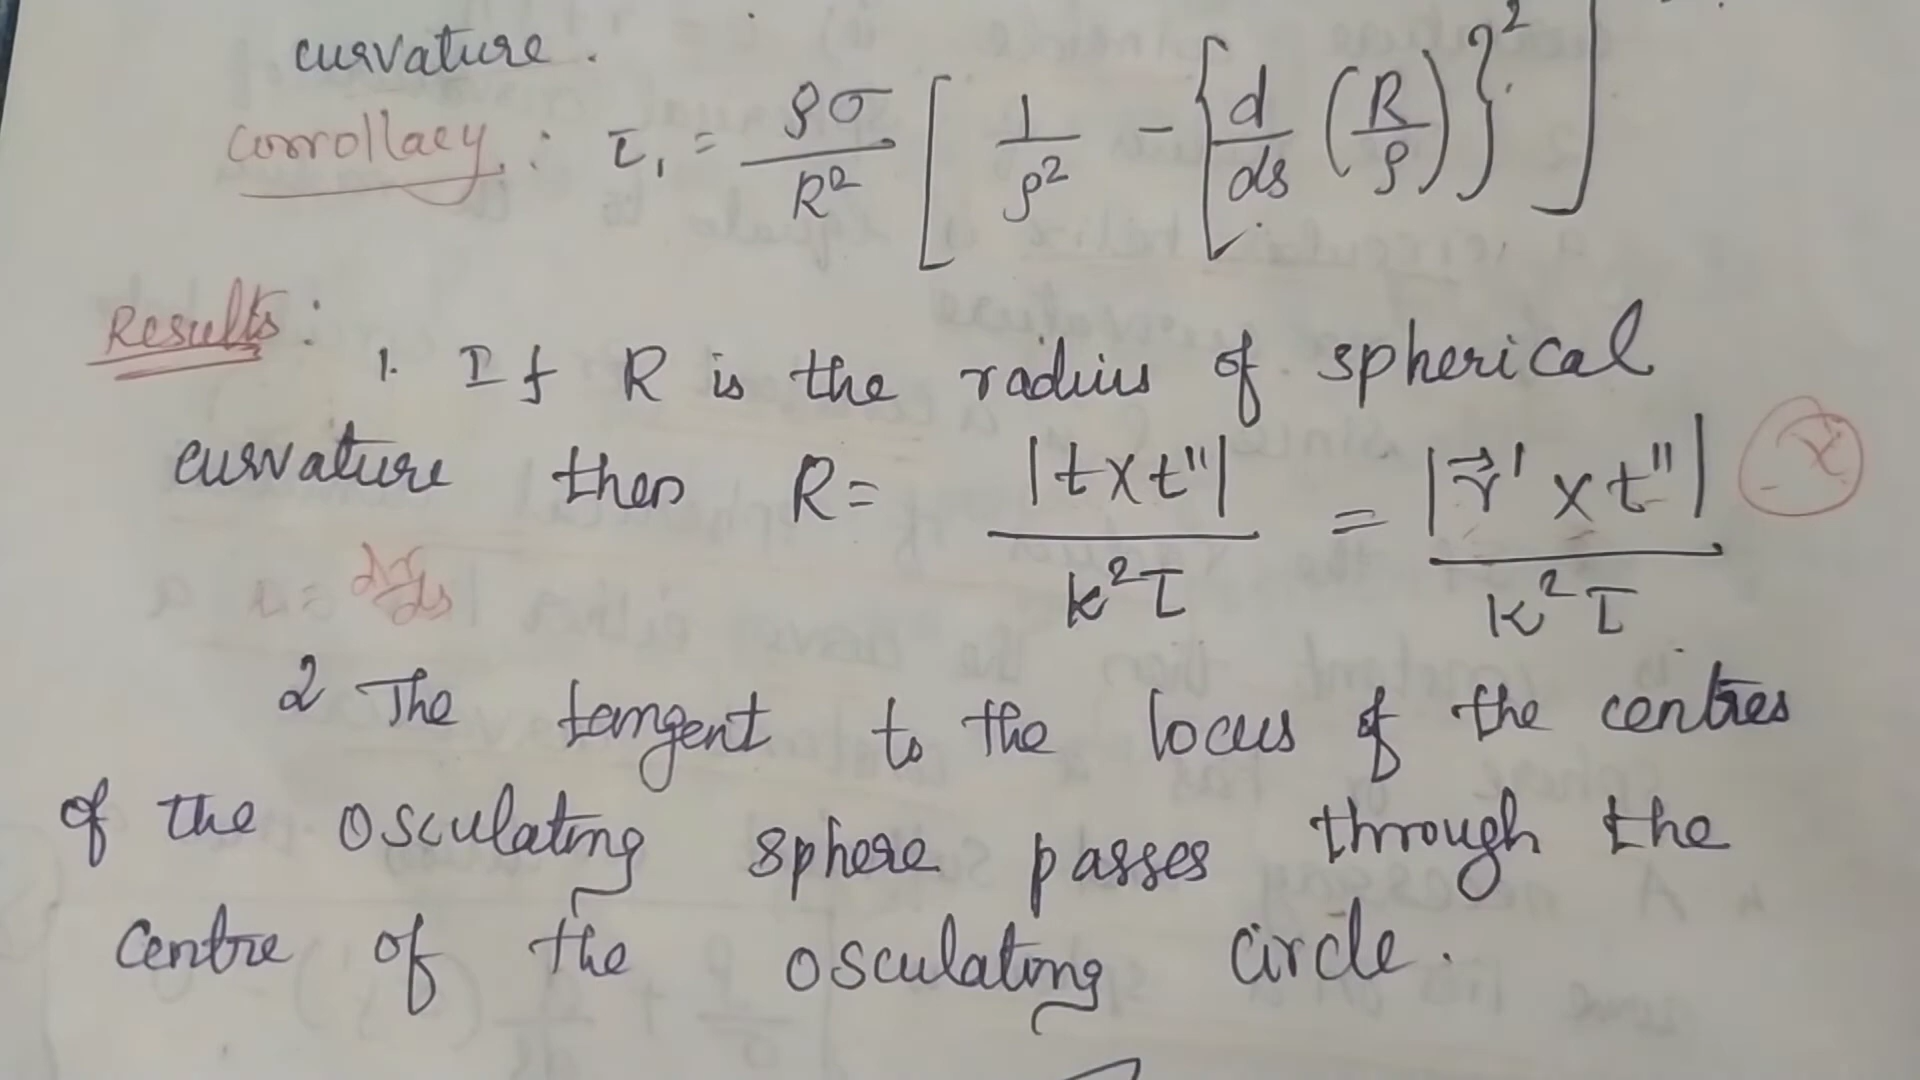 curvature.
Corrollary : τ₁ = ρσ/R² [ 1/ρ² - { d/ds (R/ρ) }² ]
Results :
1. If R is the radius of spherical
curvature then R = |t×t''| / k²τ = |r⃗' × t''| / k²τ
dr/ds
2 The tangent to the locus of the centres
of the osculating sphere passes through the
centre of the osculating circle.